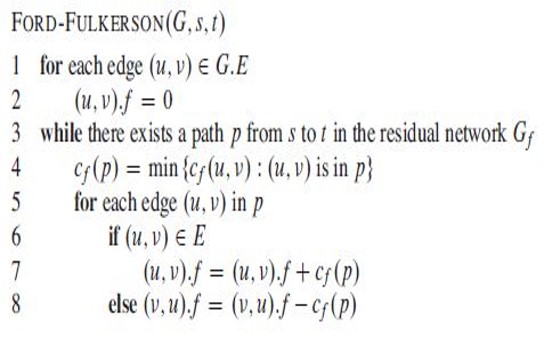 FORD-FULKERSON(G, s, t)
1 for each edge (u, v) ∈ G.E
2 (u, v).f = 0
3 while there exists a path p from s to t in the residual network G_f
4 c_f(p) = min {c_f(u, v) : (u, v) is in p}
5 for each edge (u, v) in p
6 if (u, v) ∈ E
7 (u, v).f = (u, v).f + c_f(p)
8 else (v, u).f = (v, u).f − c_f(p)